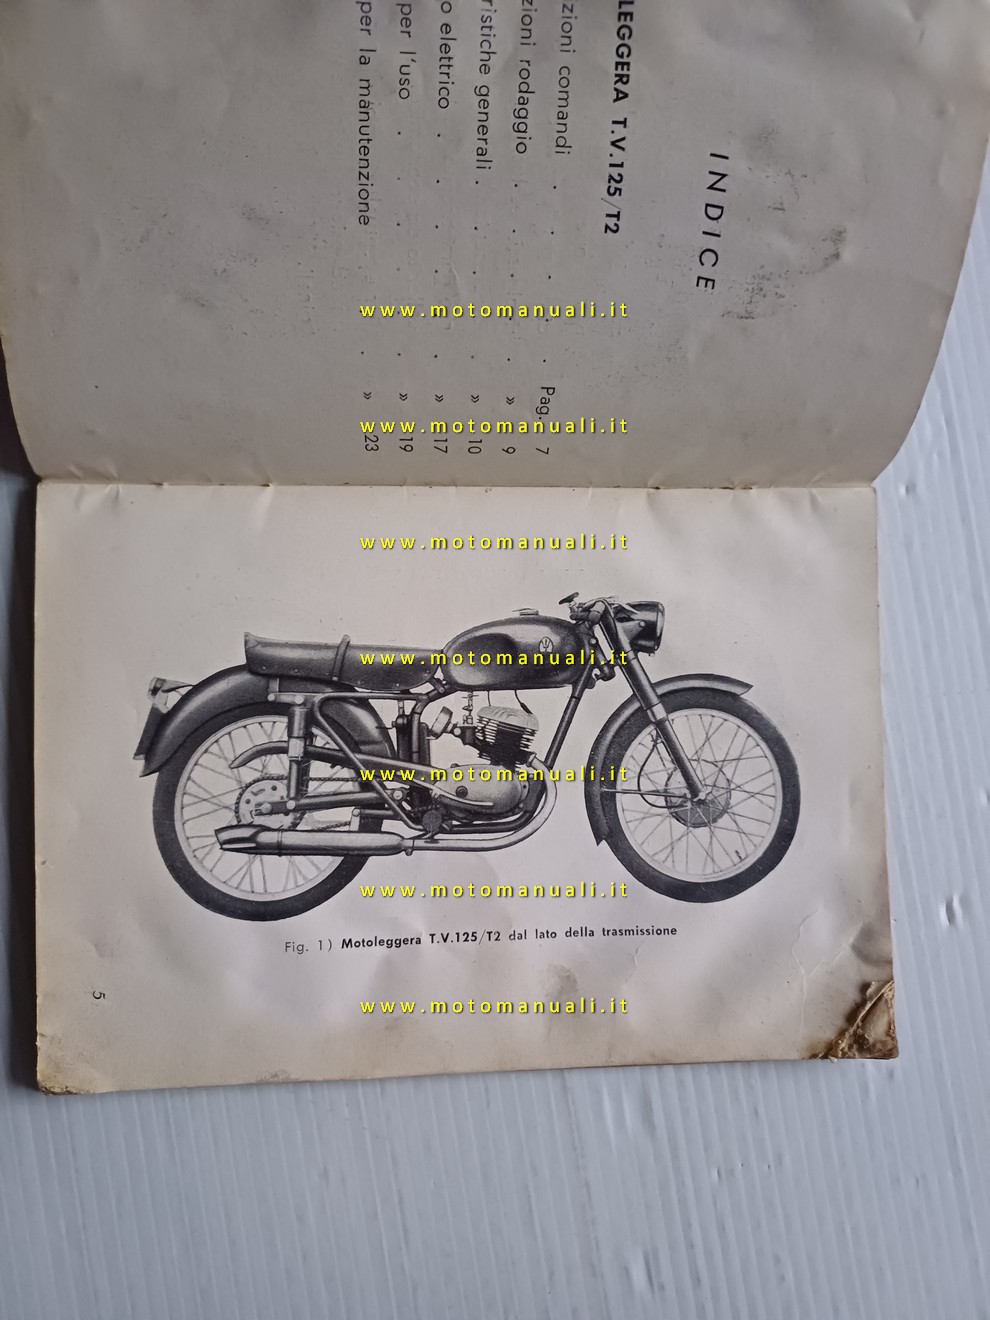 INDICE
LEGGERA T.V.125/T2
zioni comandi . . . . . Pag. 7
zioni rodaggio . . . . . » 9
ristiche generali . . . . . » 10
o elettrico . . . . . » 17
per l'uso . . . . . » 19
per la manutenzione . . » 23
www.motomanuali.it
www.motomanuali.it
www.motomanuali.it
www.motomanuali.it
www.motomanuali.it
www.motomanuali.it
Fig. 1) Motoleggera T.V.125/T2 dal lato della trasmissione
5
www.motomanuali.it